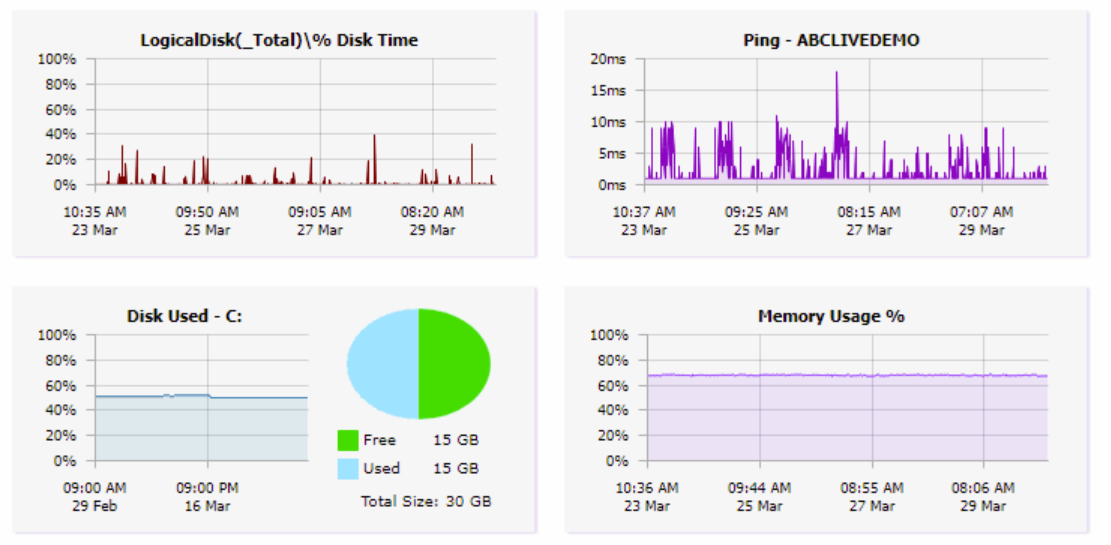 LogicalDisk(_Total)\% Disk Time
100%
80%
60%
40%
20%
0%
10:35 AM 09:50 AM 09:05 AM 08:20 AM
23 Mar 25 Mar 27 Mar 29 Mar
Ping - ABCLIVEDEMO
20ms
15ms
10ms
5ms
0ms
10:37 AM 09:25 AM 08:15 AM 07:07 AM
23 Mar 25 Mar 27 Mar 29 Mar
Disk Used - C:
100%
80%
60%
40%
20%
0%
09:00 AM 09:00 PM
29 Feb 16 Mar
Free 15 GB
Used 15 GB
Total Size: 30 GB
Memory Usage %
100%
80%
60%
40%
20%
0%
10:36 AM 09:44 AM 08:55 AM 08:06 AM
23 Mar 25 Mar 27 Mar 29 Mar